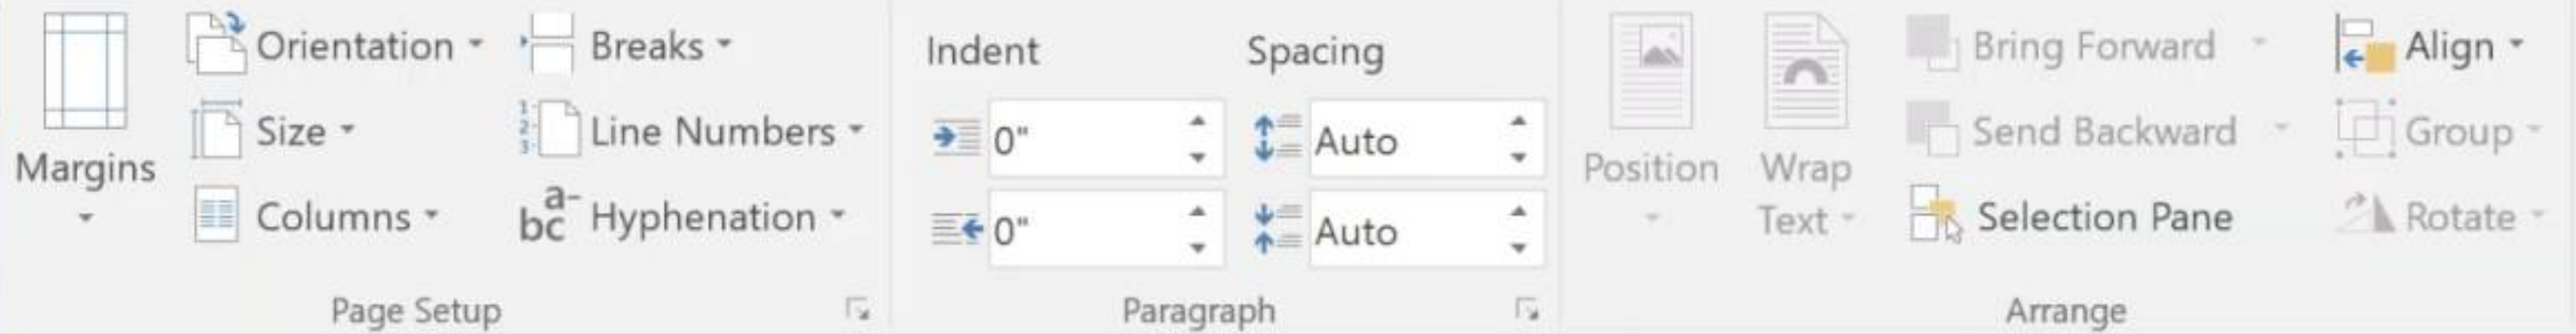 Margins
Orientation
Size
Columns
Breaks
Line Numbers
a-
bc
Hyphenation
Page Setup
Indent
0"
0"
Spacing
Auto
Auto
Paragraph
Position
Wrap
Text
Bring Forward
Send Backward
Selection Pane
Align
Group
Rotate
Arrange